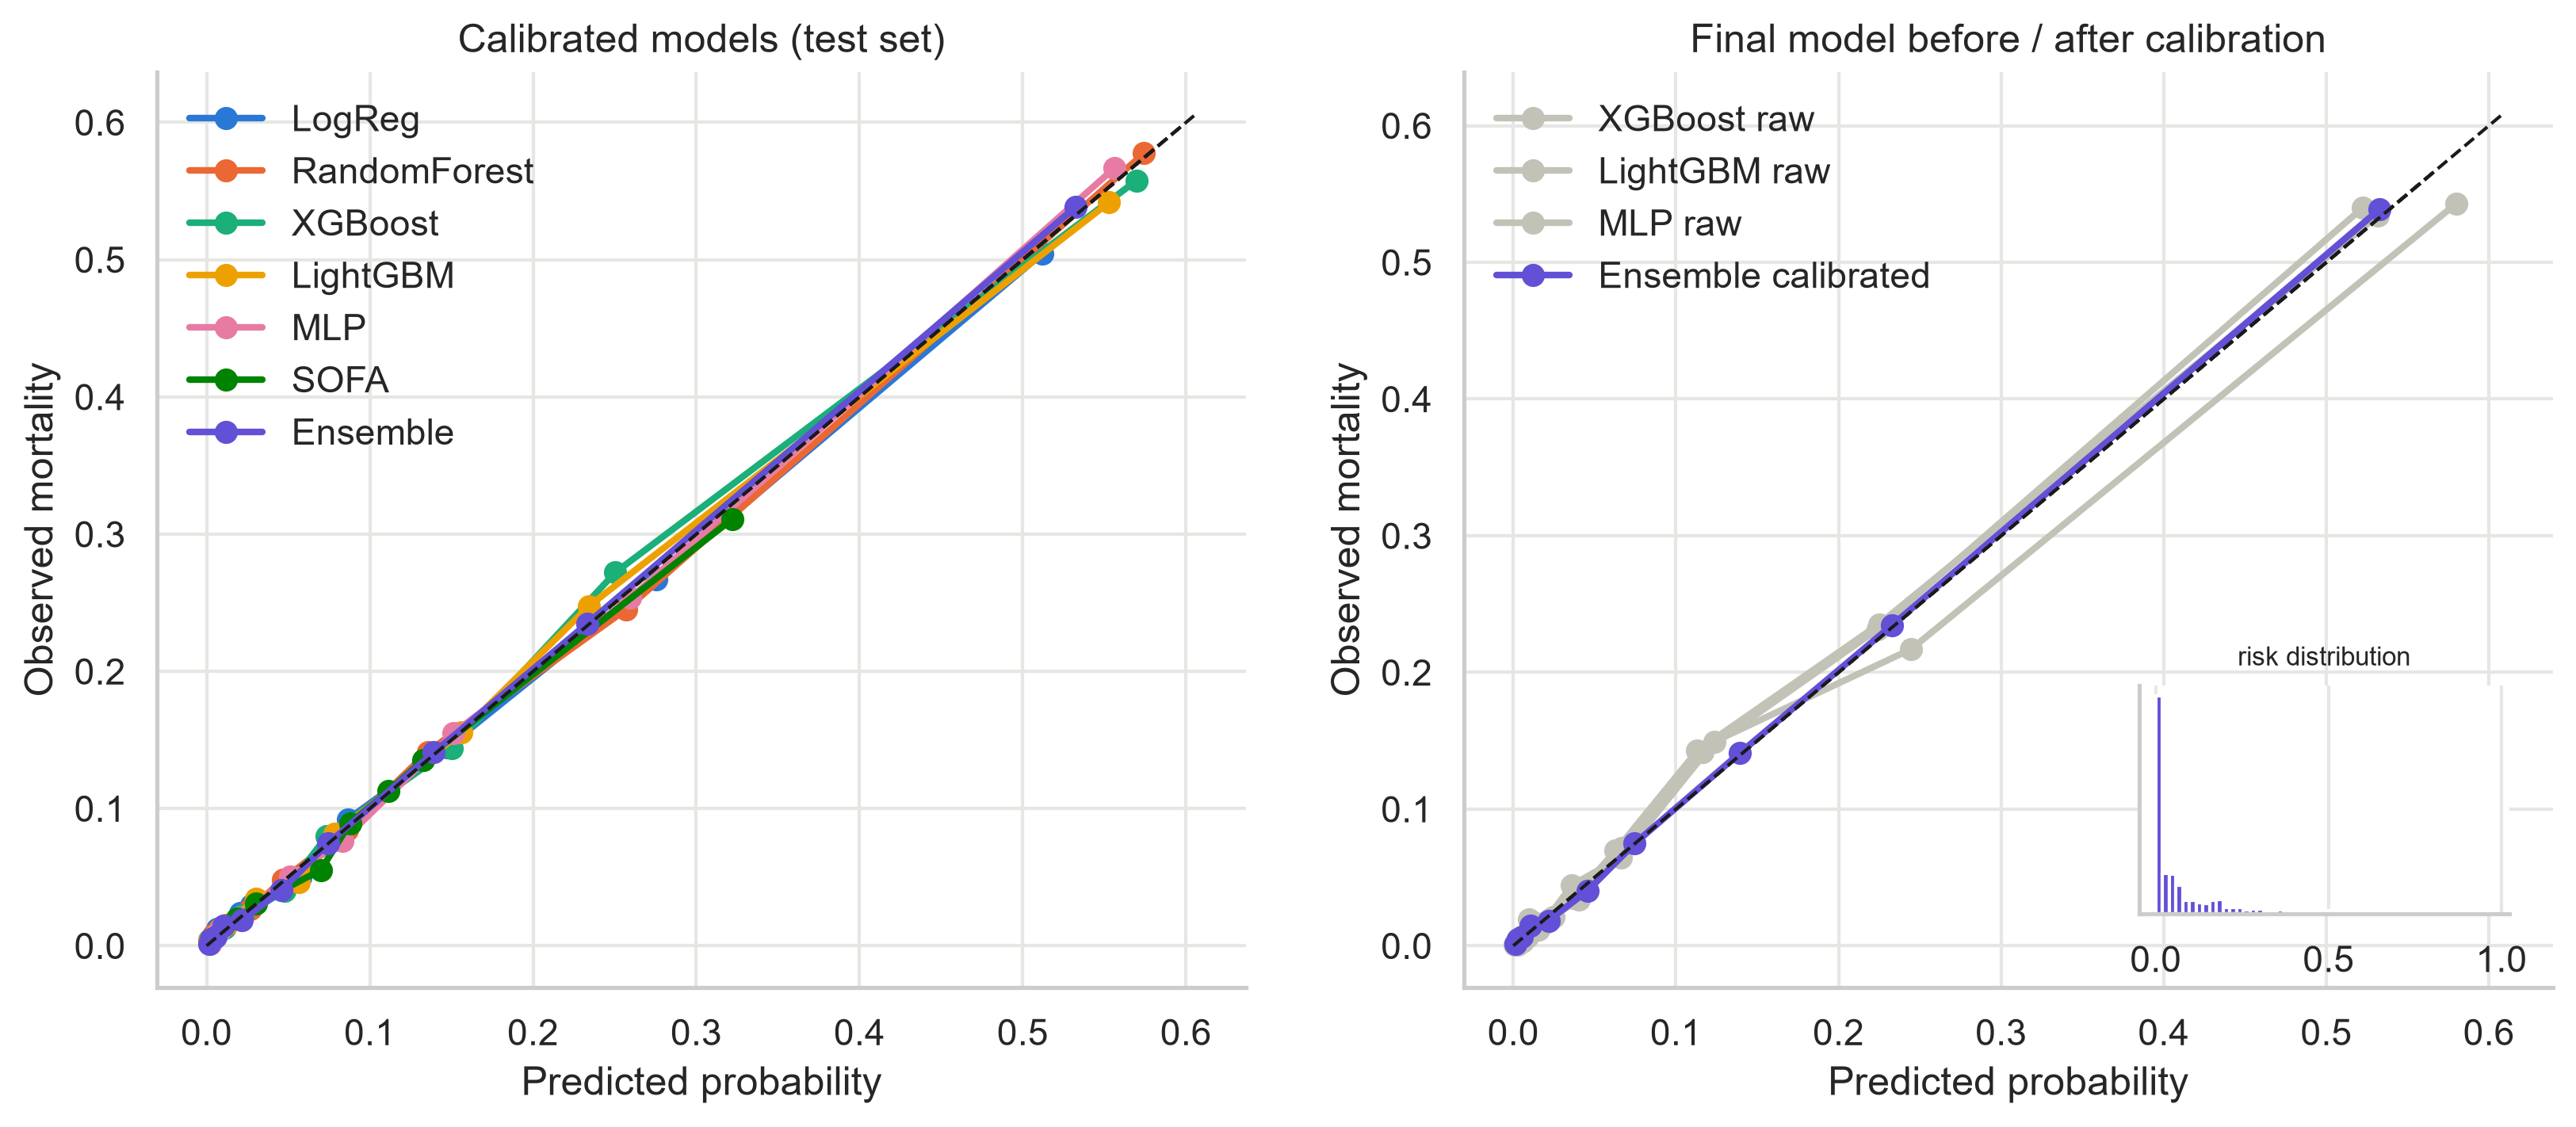 Calibrated models (test set)
LogReg
RandomForest
XGBoost
LightGBM
MLP
SOFA
Ensemble
Observed mortality
0.6
0.5
0.4
0.3
0.2
0.1
0.0
0.0 0.1 0.2 0.3 0.4 0.5 0.6
Predicted probability
Final model before / after calibration
XGBoost raw
LightGBM raw
MLP raw
Ensemble calibrated
Observed mortality
0.6
0.5
0.4
0.3
0.2
0.1
0.0
risk distribution
0.0 0.5 1.0
0.0 0.1 0.2 0.3 0.4 0.5 0.6
Predicted probability